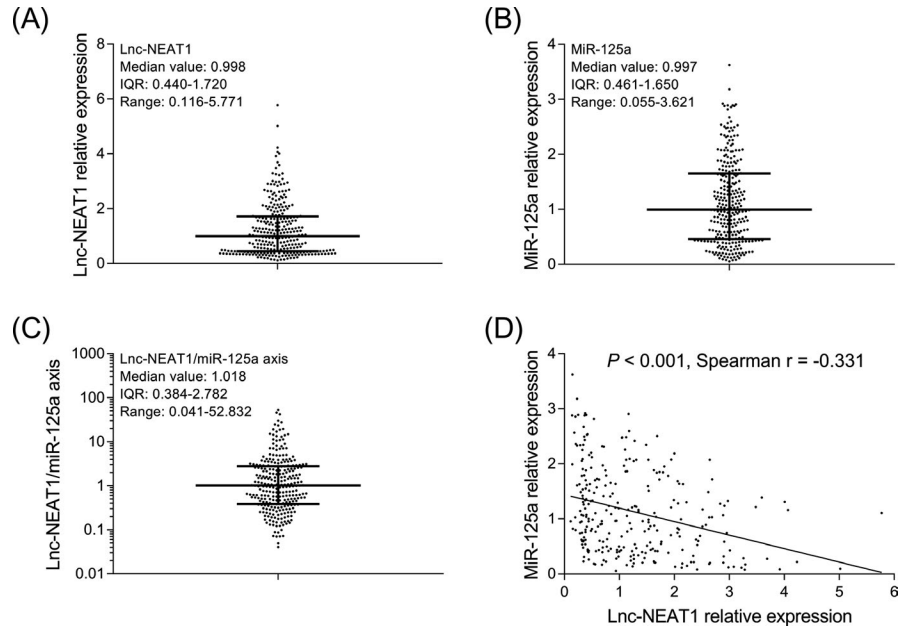 (A)
Lnc-NEAT1 relative expression
8
6
4
2
0
Lnc-NEAT1
Median value: 0.998
IQR: 0.440-1.720
Range: 0.116-5.771
(B)
MiR-125a relative expression
4
3
2
1
0
MiR-125a
Median value: 0.997
IQR: 0.461-1.650
Range: 0.055-3.621
(C)
Lnc-NEAT1/miR-125a axis
1000
100
10
1
0.1
0.01
Lnc-NEAT1/miR-125a axis
Median value: 1.018
IQR: 0.384-2.782
Range: 0.041-52.832
(D)
MiR-125a relative expression
4
3
2
1
0
P < 0.001, Spearman r = -0.331
0 1 2 3 4 5 6
Lnc-NEAT1 relative expression